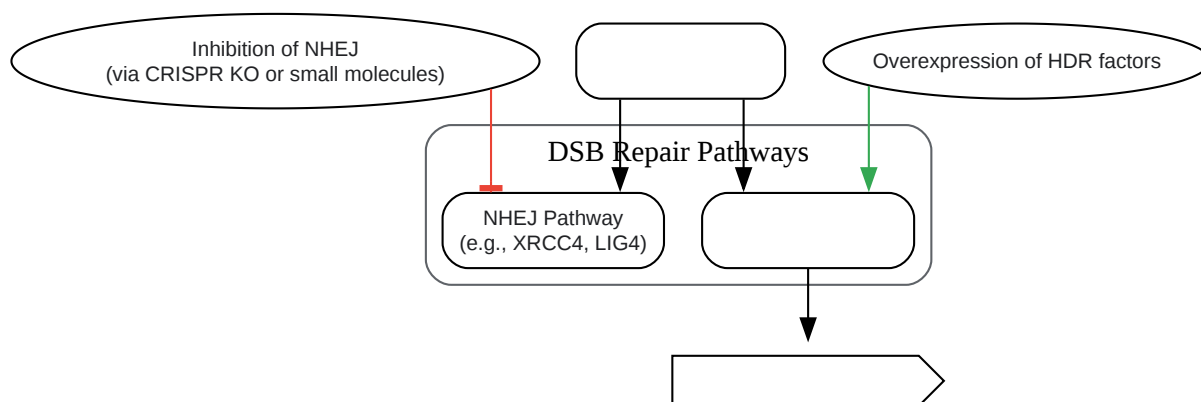 Inhibition of NHEJ
(via CRISPR KO or small molecules)
Overexpression of HDR factors
DSB Repair Pathways
NHEJ Pathway
(e.g., XRCC4, LIG4)